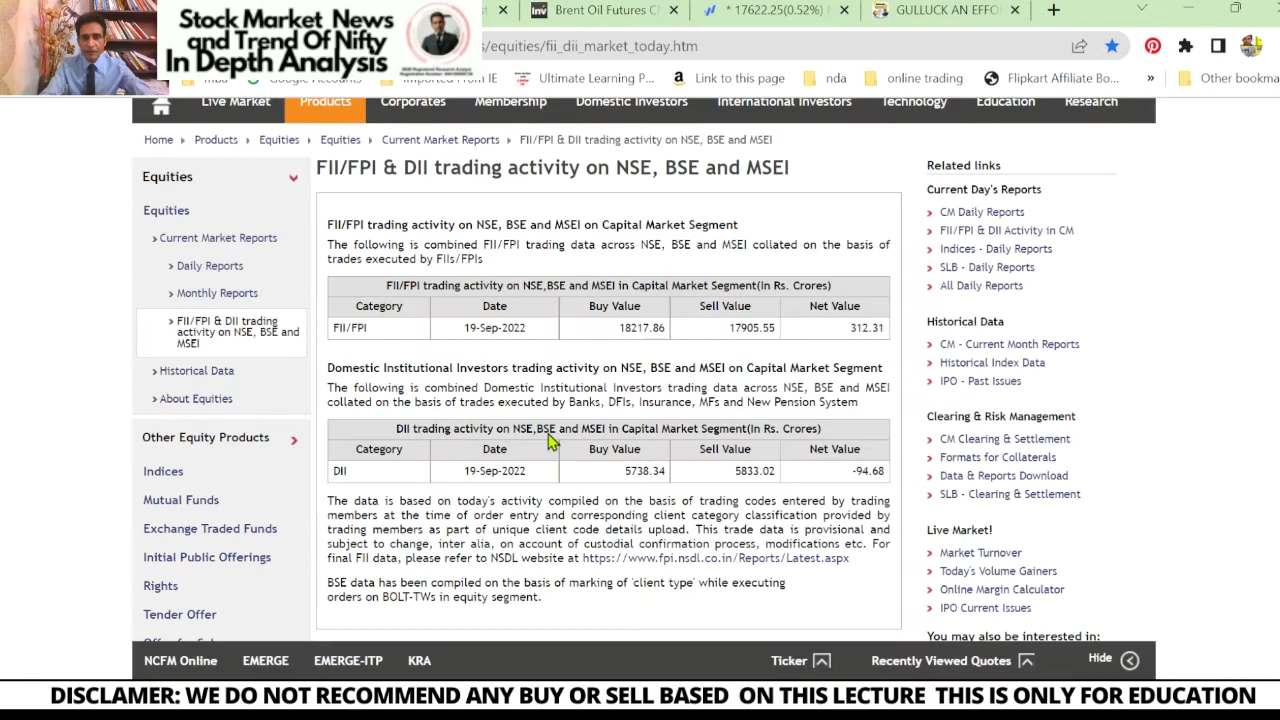 Stock Market News
and Trend Of Nifty
In Depth Analysis
Brent Oil Futures C
* 17622.25(0.52%)
GULLUCK AN EFFO
s/equities/fii_dii_market_today.htm
Google Accounts
Imported From IE
Ultimate Learning P...
Link to this page
nda
online trading
Flipkart Affiliate Bo...
»
Other bookma
Live Market
Products
Corporates
Membership
Domestic Investors
International Investors
Technology
Education
Research
Home Products Equities Equities Current Market Reports FII/FPI & DII trading activity on NSE, BSE and MSEI
Equities
Equities
Current Market Reports
Daily Reports
Monthly Reports
FII/FPI & DII trading
activity on NSE, BSE and
MSEI
Historical Data
About Equities
Other Equity Products
Indices
Mutual Funds
Exchange Traded Funds
Initial Public Offerings
Rights
Tender Offer
FII/FPI & DII trading activity on NSE, BSE and MSEI
FII/FPI trading activity on NSE, BSE and MSEI on Capital Market Segment
The following is combined FII/FPI trading data across NSE, BSE and MSEI collated on the basis of
trades executed by FIIs/FPIs
FII/FPI trading activity on NSE,BSE and MSEI in Capital Market Segment(In Rs. Crores)
Category Date Buy Value Sell Value Net Value
FII/FPI 19-Sep-2022 18217.86 17905.55 312.31
Domestic Institutional Investors trading activity on NSE, BSE and MSEI on Capital Market Segment
The following is combined Domestic Institutional Investors trading data across NSE, BSE and MSEI
collated on the basis of trades executed by Banks, DFIs, Insurance, MFs and New Pension System
DII trading activity on NSE,BSE and MSEI in Capital Market Segment(In Rs. Crores)
Category Date Buy Value Sell Value Net Value
DII 19-Sep-2022 5738.34 5833.02 -94.68
The data is based on today's activity compiled on the basis of trading codes entered by trading
members at the time of order entry and corresponding client category classification provided by
trading members as part of unique client code details upload. This trade data is provisional and
subject to change, inter alia, on account of custodial confirmation process, modifications etc. For
final FII data, please refer to NSDL website at https://www.fpi.nsdl.co.in/Reports/Latest.aspx
BSE data has been compiled on the basis of marking of 'client type' while executing
orders on BOLT-TWs in equity segment.
Related links
Current Day's Reports
CM Daily Reports
FII/FPI & DII Activity in CM
Indices - Daily Reports
SLB - Daily Reports
All Daily Reports
Historical Data
CM - Current Month Reports
Historical Index Data
IPO - Past Issues
Clearing & Risk Management
CM Clearing & Settlement
Formats for Collaterals
Data & Reports Download
SLB - Clearing & Settlement
Live Market!
Market Turnover
Today's Volume Gainers
Online Margin Calculator
IPO Current Issues
You may also be interested in:
NCFM Online EMERGE EMERGE-ITP KRA Ticker Recently Viewed Quotes Hide
DISCLAMER: WE DO NOT RECOMMEND ANY BUY OR SELL BASED ON THIS LECTURE THIS IS ONLY FOR EDUCATION